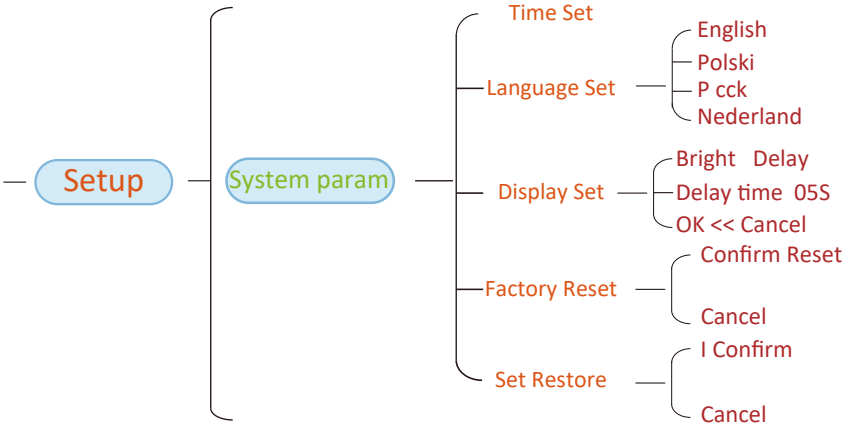 Setup
System param
Time Set
Language Set
English
Polski
P cck
Nederland
Display Set
Bright Delay
Delay time 05S
OK << Cancel
Factory Reset
Confirm Reset
Cancel
Set Restore
I Confirm
Cancel